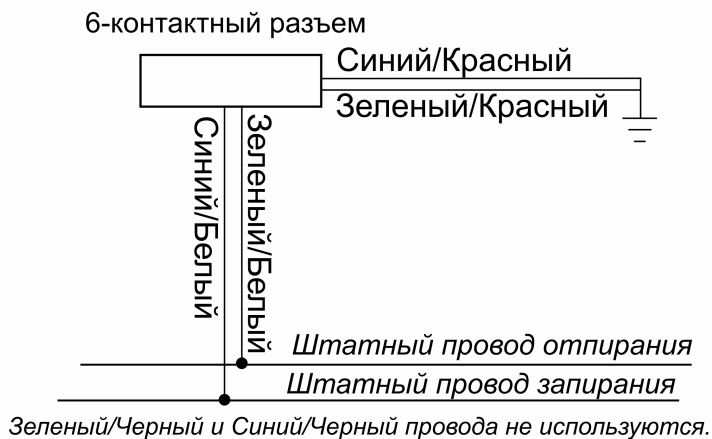 6-контактный разъем
Синий/Красный
Зеленый/Красный
Синий/Белый
Зеленый/Белый
Штатный провод отпирания
Штатный провод запирания
Зеленый/Черный и Синий/Черный провода не используются.